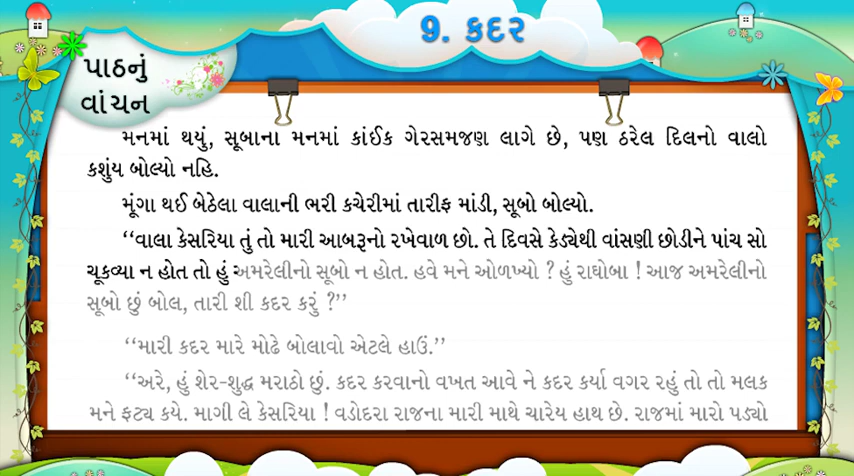 9. કદર
પાઠનું
વાંચન
મનમાં થયું, સૂબાના મનમાં કાંઈક ગેરસમજણ લાગે છે, પણ ઠરેલ દિલનો વાલો
કશુંય બોલ્યો નહિ.
મૂંગા થઈ બેઠેલા વાલાની ભરી કચેરીમાં તારીફ માંડી, સૂબો બોલ્યો.
‘‘વાલા કેસરિયા તું તો મારી આબરૂનો રખેવાળ છો. તે દિવસે કેડ્યેથી વાંસણી છોડીને પાંચ સો
ચૂકવ્યા ન હોત તો હું અમરેલીનો સૂબો ન હોત. હવે મને ઓળખ્યો ? હું રાઘોબા ! આજ અમરેલીનો
સૂબો છું બોલ, તારી શી કદર કરું ?’’
‘‘મારી કદર મારે મોઢે બોલાવો એટલે હાઉં.’’
‘‘અરે, હું શેર-શુદ્ધ મરાઠો છું. કદર કરવાનો વખત આવે ને કદર કર્યા વગર રહું તો તો મલક
મને ફટ્ય કયે. માગી લે કેસરિયા ! વડોદરા રાજના મારી માથે ચારેય હાથ છે. રાજમાં મારો પડ્યો